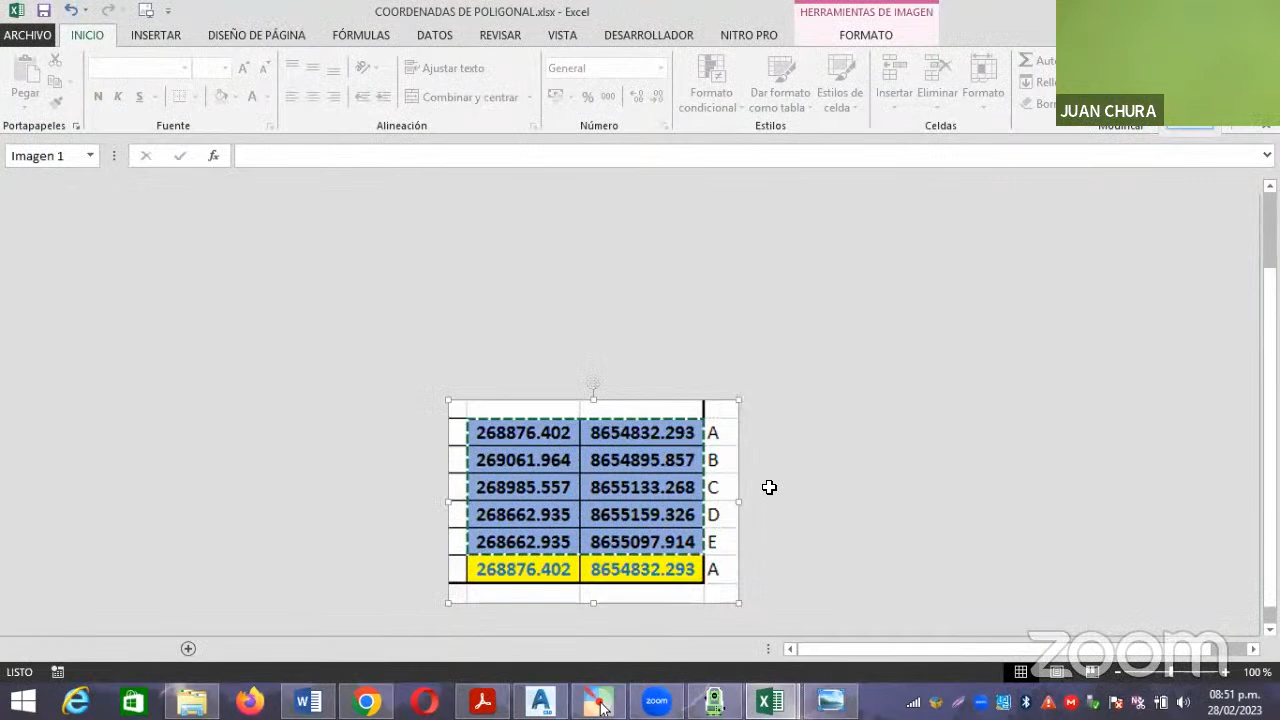 COORDENADAS DE POLIGONAL.xlsx - Excel
HERRAMIENTAS DE IMAGEN
ARCHIVO INICIO INSERTAR DISEÑO DE PÁGINA FÓRMULAS DATOS REVISAR VISTA DESARROLLADOR NITRO PRO FORMATO
Pegar
Ajustar texto
Combinar y centrar
General
Formato condicional
Dar formato como tabla
Estilos de celda
Insertar Eliminar Formato
Portapapeles Fuente Alineación Número Estilos Celdas
JUAN CHURA
Imagen 1
268876.402 8654832.293 A
269061.964 8654895.857 B
268985.557 8655133.268 C
268662.935 8655159.326 D
268662.935 8655097.914 E
268876.402 8654832.293 A
zoom
LISTO
100 %
zoom
08:51 p.m.
28/02/2023